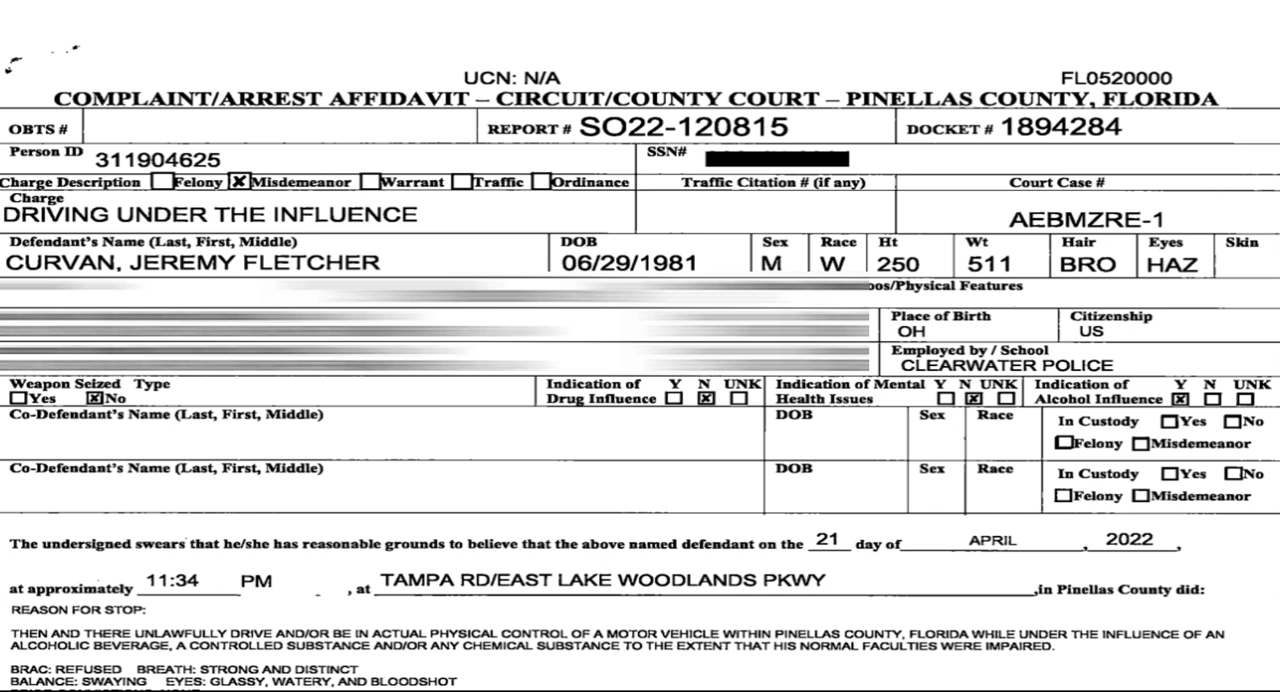 UCN: N/A FL0520000
COMPLAINT/ARREST AFFIDAVIT – CIRCUIT/COUNTY COURT – PINELLAS COUNTY, FLORIDA
OBTS # REPORT # SO22-120815 DOCKET # 1894284
Person ID 311904625 SSN#
Charge Description Felony Misdemeanor Warrant Traffic Ordinance Traffic Citation # (if any) Court Case #
Charge
DRIVING UNDER THE INFLUENCE AEBMZRE-1
Defendant's Name (Last, First, Middle) DOB Sex Race Ht Wt Hair Eyes Skin
CURVAN, JEREMY FLETCHER 06/29/1981 M W 250 511 BRO HAZ
oos/Physical Features
Place of Birth Citizenship
OH US
Employed by / School
CLEARWATER POLICE
Weapon Seized Type Indication of Y N UNK Indication of Mental Y N UNK Indication of Y N UNK
Yes No Drug Influence Health Issues Alcohol Influence
Co-Defendant's Name (Last, First, Middle) DOB Sex Race In Custody Yes No
Felony Misdemeanor
Co-Defendant's Name (Last, First, Middle) DOB Sex Race In Custody Yes No
Felony Misdemeanor
The undersigned swears that he/she has reasonable grounds to believe that the above named defendant on the 21 day of APRIL, 2022,
at approximately 11:34 PM, at TAMPA RD/EAST LAKE WOODLANDS PKWY,in Pinellas County did:
REASON FOR STOP:
THEN AND THERE UNLAWFULLY DRIVE AND/OR BE IN ACTUAL PHYSICAL CONTROL OF A MOTOR VEHICLE WITHIN PINELLAS COUNTY, FLORIDA WHILE UNDER THE INFLUENCE OF AN
ALCOHOLIC BEVERAGE, A CONTROLLED SUBSTANCE AND/OR ANY CHEMICAL SUBSTANCE TO THE EXTENT THAT HIS NORMAL FACULTIES WERE IMPAIRED.
BRAC: REFUSED BREATH: STRONG AND DISTINCT
BALANCE: SWAYING EYES: GLASSY, WATERY, AND BLOODSHOT